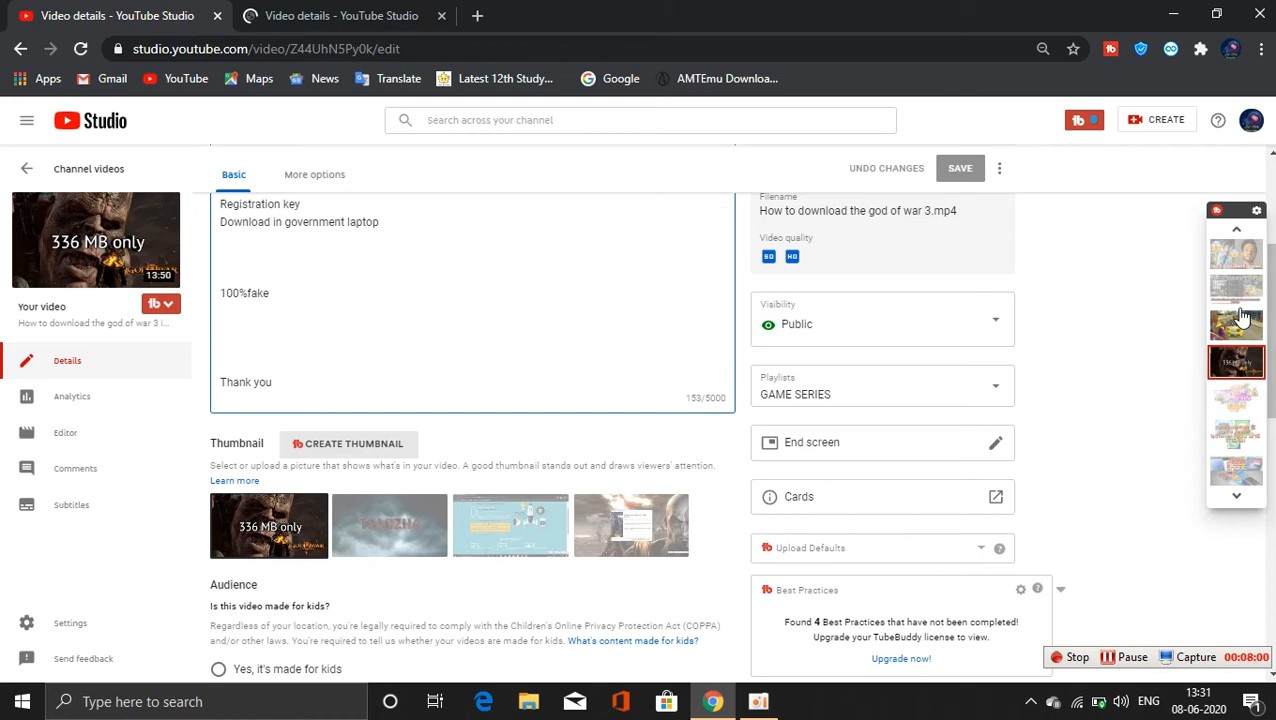 Video details - YouTube Studio
Video details - YouTube Studio
studio.youtube.com/video/Z44UhN5Py0k/edit
Apps
Gmail
YouTube
Maps
News
Translate
Latest 12th Study...
Google
AMTEmu Downloa...
Studio
Search across your channel
CREATE
Channel videos
Basic
More options
UNDO CHANGES
SAVE
336 MB only
13:50
Your video
How to download the god of war 3 i...
Details
Analytics
Editor
Comments
Subtitles
Settings
Send feedback
Registration key
Download in government laptop
100%fake
Thank you
153/5000
Thumbnail
CREATE THUMBNAIL
Select or upload a picture that shows what's in your video. A good thumbnail stands out and draws viewers' attention.
Learn more
336 MB only
Audience
Is this video made for kids?
Regardless of your location, you're legally required to comply with the Children's Online Privacy Protection Act (COPPA)
and/or other laws. You're required to tell us whether your videos are made for kids. What's content made for kids?
Yes, it's made for kids
Filename
How to download the god of war 3.mp4
Video quality
SD HD
Visibility
Public
Playlists
GAME SERIES
End screen
Cards
Upload Defaults
Best Practices
Found 4 Best Practices that have not been completed!
Upgrade your TubeBuddy license to view.
Upgrade now!
Stop
Pause
Capture
00:08:00
Type here to search
ENG
13:31
08-06-2020